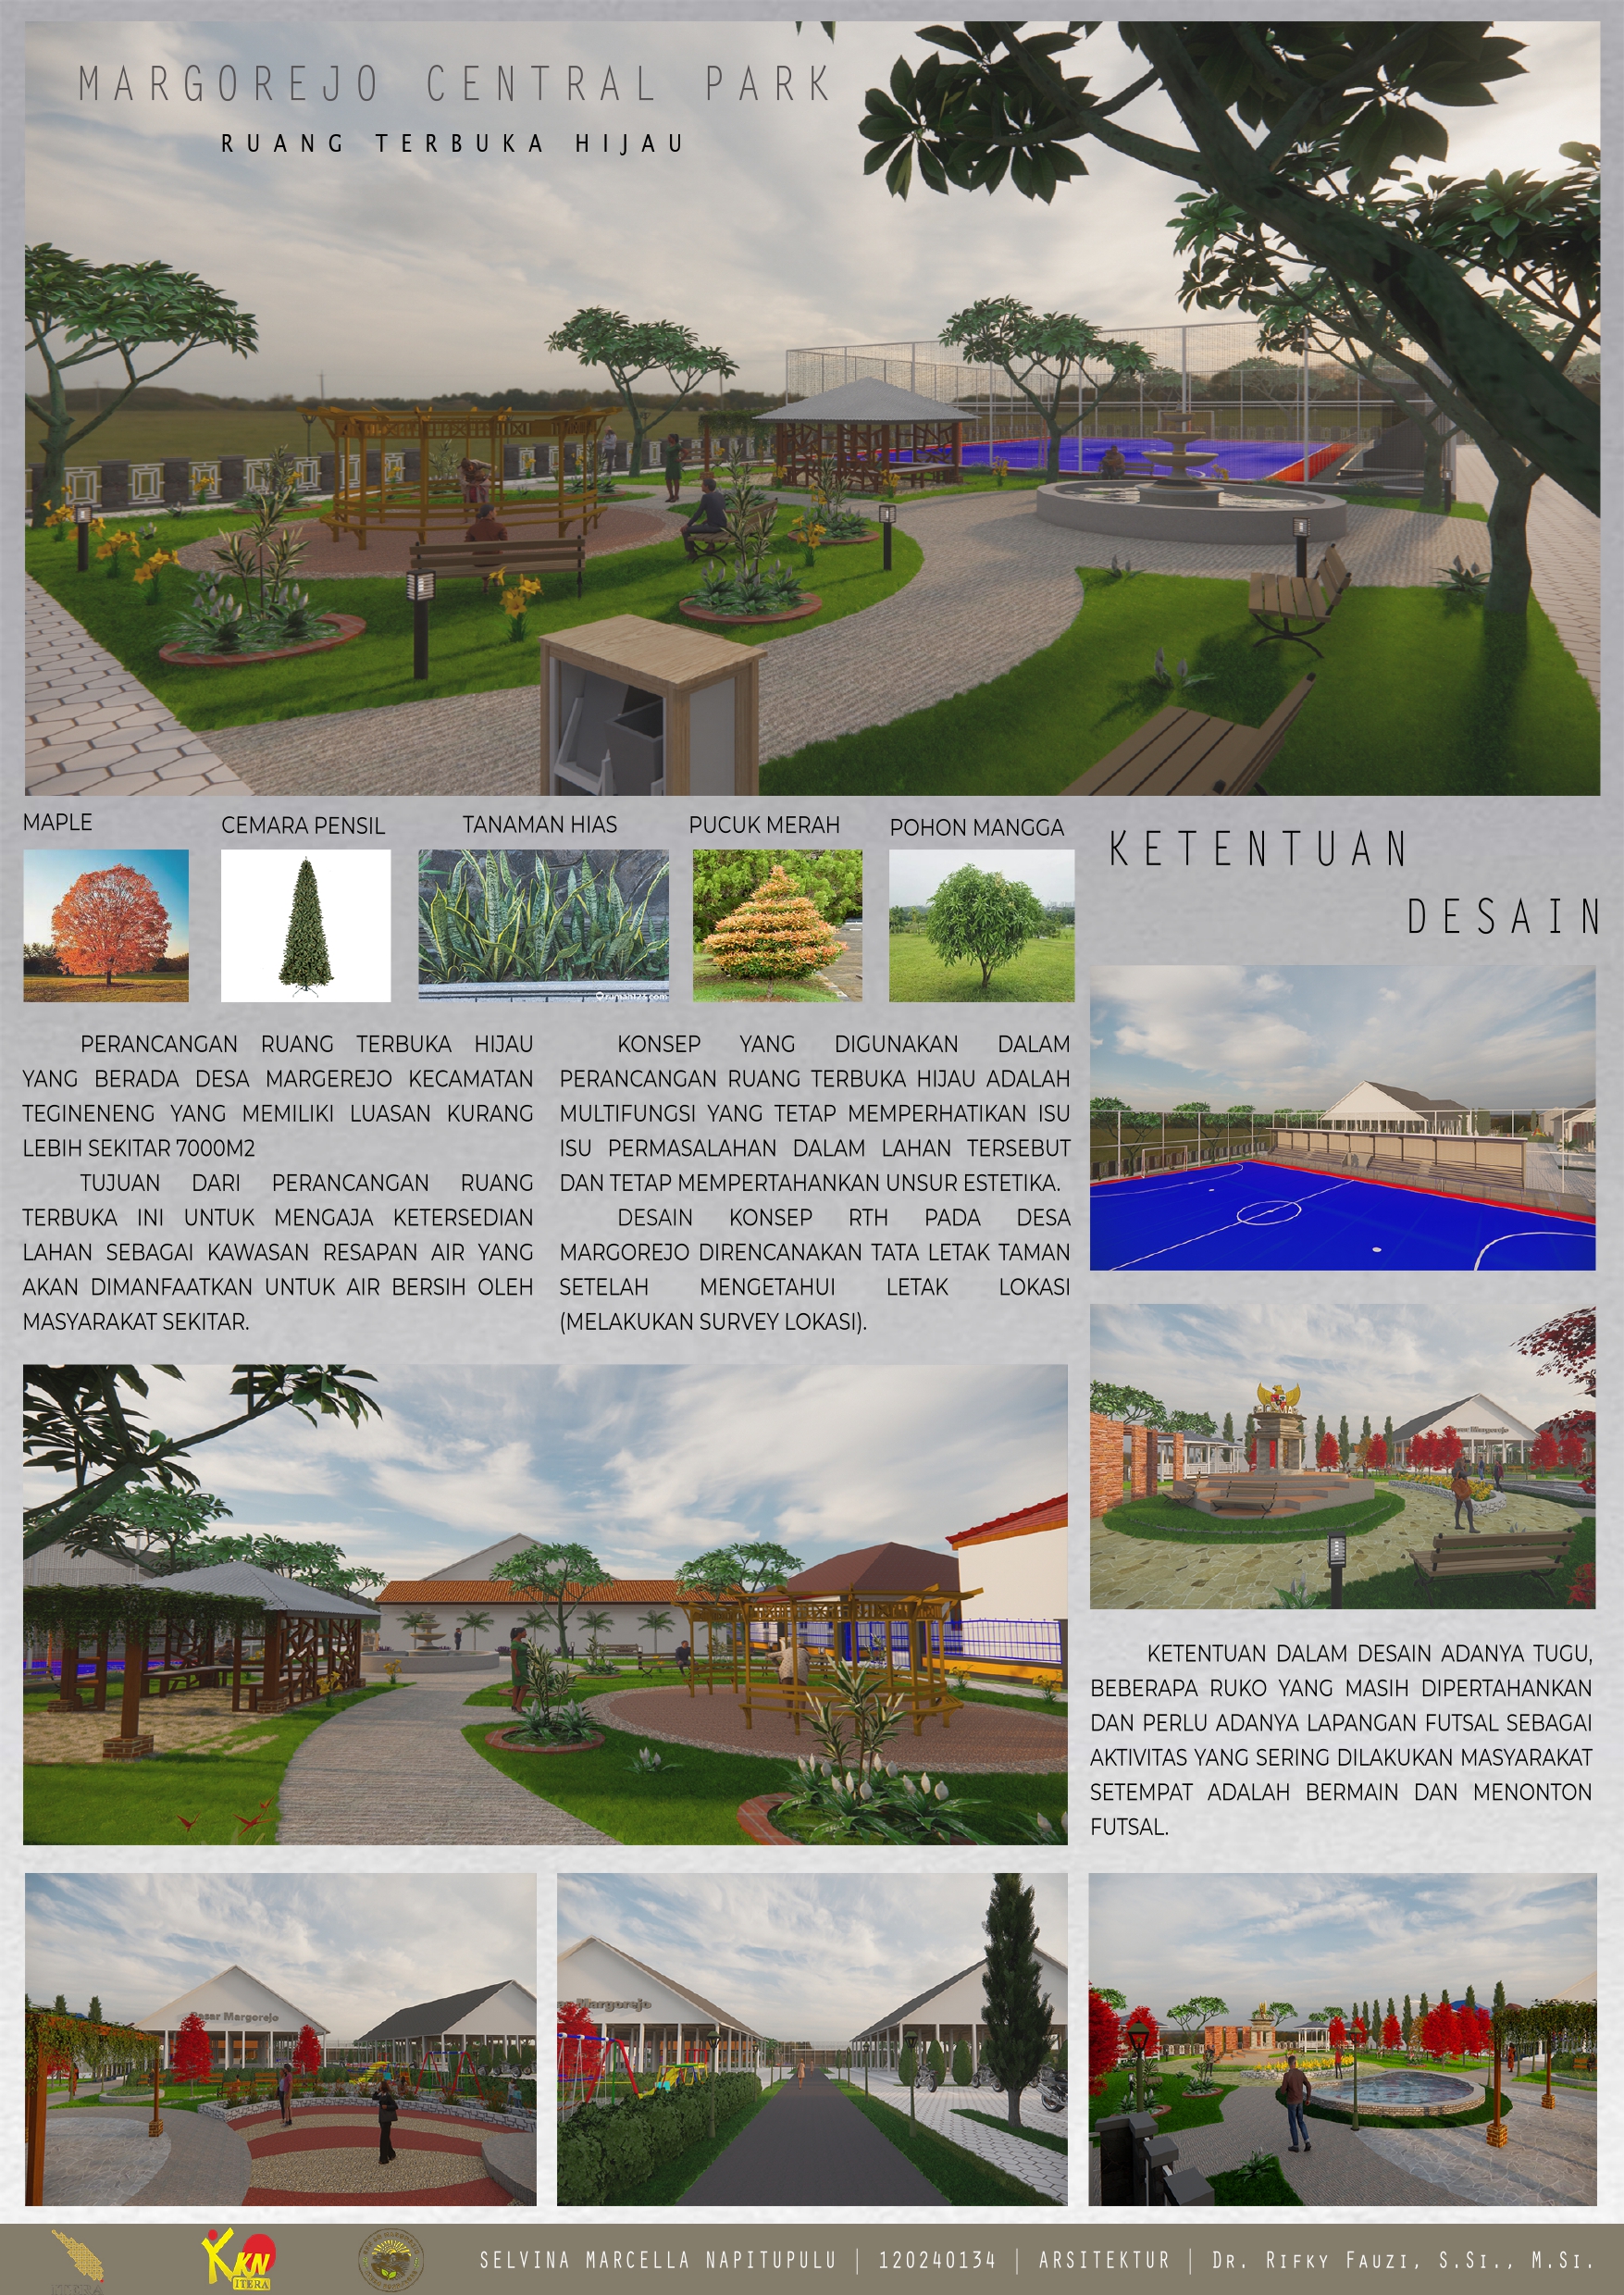 MARGOREJO CENTRAL PARK
RUANG TERBUKA HIJAU
MAPLE
CEMARA PENSIL
TANAMAN HIAS
PUCUK MERAH
POHON MANGGA
rumah123.com
PERANCANGAN RUANG TERBUKA HIJAU
YANG BERADA DESA MARGEREJO KECAMATAN
TEGINENENG YANG MEMILIKI LUASAN KURANG
LEBIH SEKITAR 7000M2
TUJUAN DARI PERANCANGAN RUANG
TERBUKA INI UNTUK MENGAJA KETERSEDIAN
LAHAN SEBAGAI KAWASAN RESAPAN AIR YANG
AKAN DIMANFAATKAN UNTUK AIR BERSIH OLEH
MASYARAKAT SEKITAR.
KONSEP YANG DIGUNAKAN DALAM
PERANCANGAN RUANG TERBUKA HIJAU ADALAH
MULTIFUNGSI YANG TETAP MEMPERHATIKAN ISU
ISU PERMASALAHAN DALAM LAHAN TERSEBUT
DAN TETAP MEMPERTAHANKAN UNSUR ESTETIKA.
DESAIN KONSEP RTH PADA DESA
MARGOREJO DIRENCANAKAN TATA LETAK TAMAN
SETELAH MENGETAHUI LETAK LOKASI
(MELAKUKAN SURVEY LOKASI).
KETENTUAN
DESAIN
Pasar Margorejo
KETENTUAN DALAM DESAIN ADANYA TUGU,
BEBERAPA RUKO YANG MASIH DIPERTAHANKAN
DAN PERLU ADANYA LAPANGAN FUTSAL SEBAGAI
AKTIVITAS YANG SERING DILAKUKAN MASYARAKAT
SETEMPAT ADALAH BERMAIN DAN MENONTON
FUTSAL.
Pasar Margorejo
Margorejo
ITERA
KKN
ITERA
SELVINA MARCELLA NAPITUPULU | 120240134 | ARSITEKTUR | DR. RIFKY FAUZI, S.SI., M.SI.